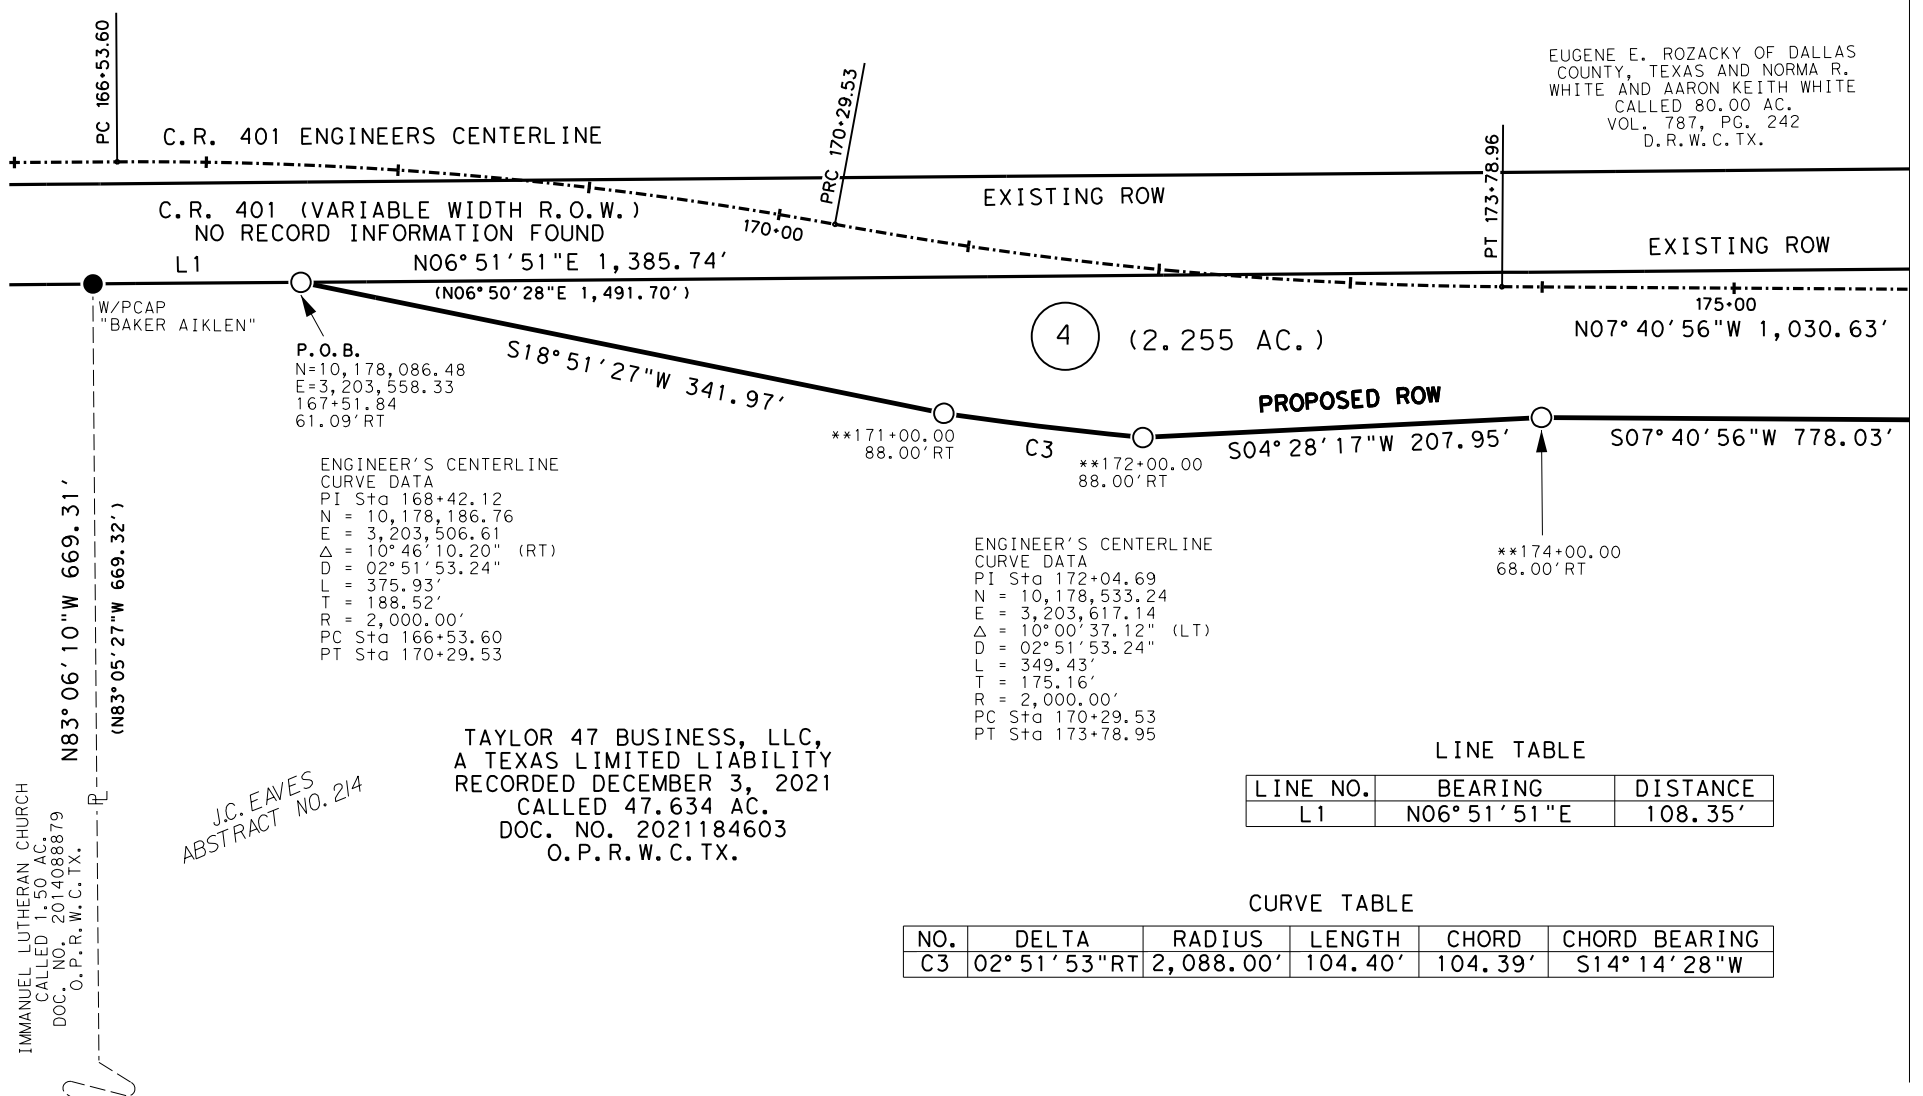 PC 166+53.60
C.R. 401 ENGINEERS CENTERLINE
PRC 170+29.53
EUGENE E. ROZACKY OF DALLAS
COUNTY, TEXAS AND NORMA R.
WHITE AND AARON KEITH WHITE
CALLED 80.00 AC.
VOL. 787, PG. 242
D.R.W.C.TX.
PT 173+78.96
C.R. 401 (VARIABLE WIDTH R.O.W.)
NO RECORD INFORMATION FOUND
170+00
EXISTING ROW
EXISTING ROW
L1
N06°51'51"E 1,385.74'
(N06°50'28"E 1,491.70')
W/PCAP
"BAKER AIKLEN"
P.O.B.
N=10,178,086.48
E=3,203,558.33
167+51.84
61.09'RT
S18°51'27"W 341.97'
4
(2.255 AC.)
175+00
N07°40'56"W 1,030.63'
PROPOSED ROW
**171+00.00
88.00'RT
C3
**172+00.00
88.00'RT
S04°28'17"W 207.95'
S07°40'56"W 778.03'
**174+00.00
68.00'RT
ENGINEER'S CENTERLINE
CURVE DATA
PI Sta 168+42.12
N = 10,178,186.76
E = 3,203,506.61
Δ = 10°46'10.20" (RT)
D = 02°51'53.24"
L = 375.93'
T = 188.52'
R = 2,000.00'
PC Sta 166+53.60
PT Sta 170+29.53
ENGINEER'S CENTERLINE
CURVE DATA
PI Sta 172+04.69
N = 10,178,533.24
E = 3,203,617.14
Δ = 10°00'37.12" (LT)
D = 02°51'53.24"
L = 349.43'
T = 175.16'
R = 2,000.00'
PC Sta 170+29.53
PT Sta 173+78.95
N83°06'10"W 669.31'
(N83°05'27"W 669.32')
PL
IMMANUEL LUTHERAN CHURCH
CALLED 1.50 AC.
DOC. NO. 2014088879
O.P.R.W.C.TX.
J.C. EAVES
ABSTRACT NO. 214
TAYLOR 47 BUSINESS, LLC,
A TEXAS LIMITED LIABILITY
RECORDED DECEMBER 3, 2021
CALLED 47.634 AC.
DOC. NO. 2021184603
O.P.R.W.C.TX.
LINE TABLE
LINE NO. BEARING DISTANCE
L1 N06°51'51"E 108.35'
CURVE TABLE
NO. DELTA RADIUS LENGTH CHORD CHORD BEARING
C3 02°51'53"RT 2,088.00' 104.40' 104.39' S14°14'28"W